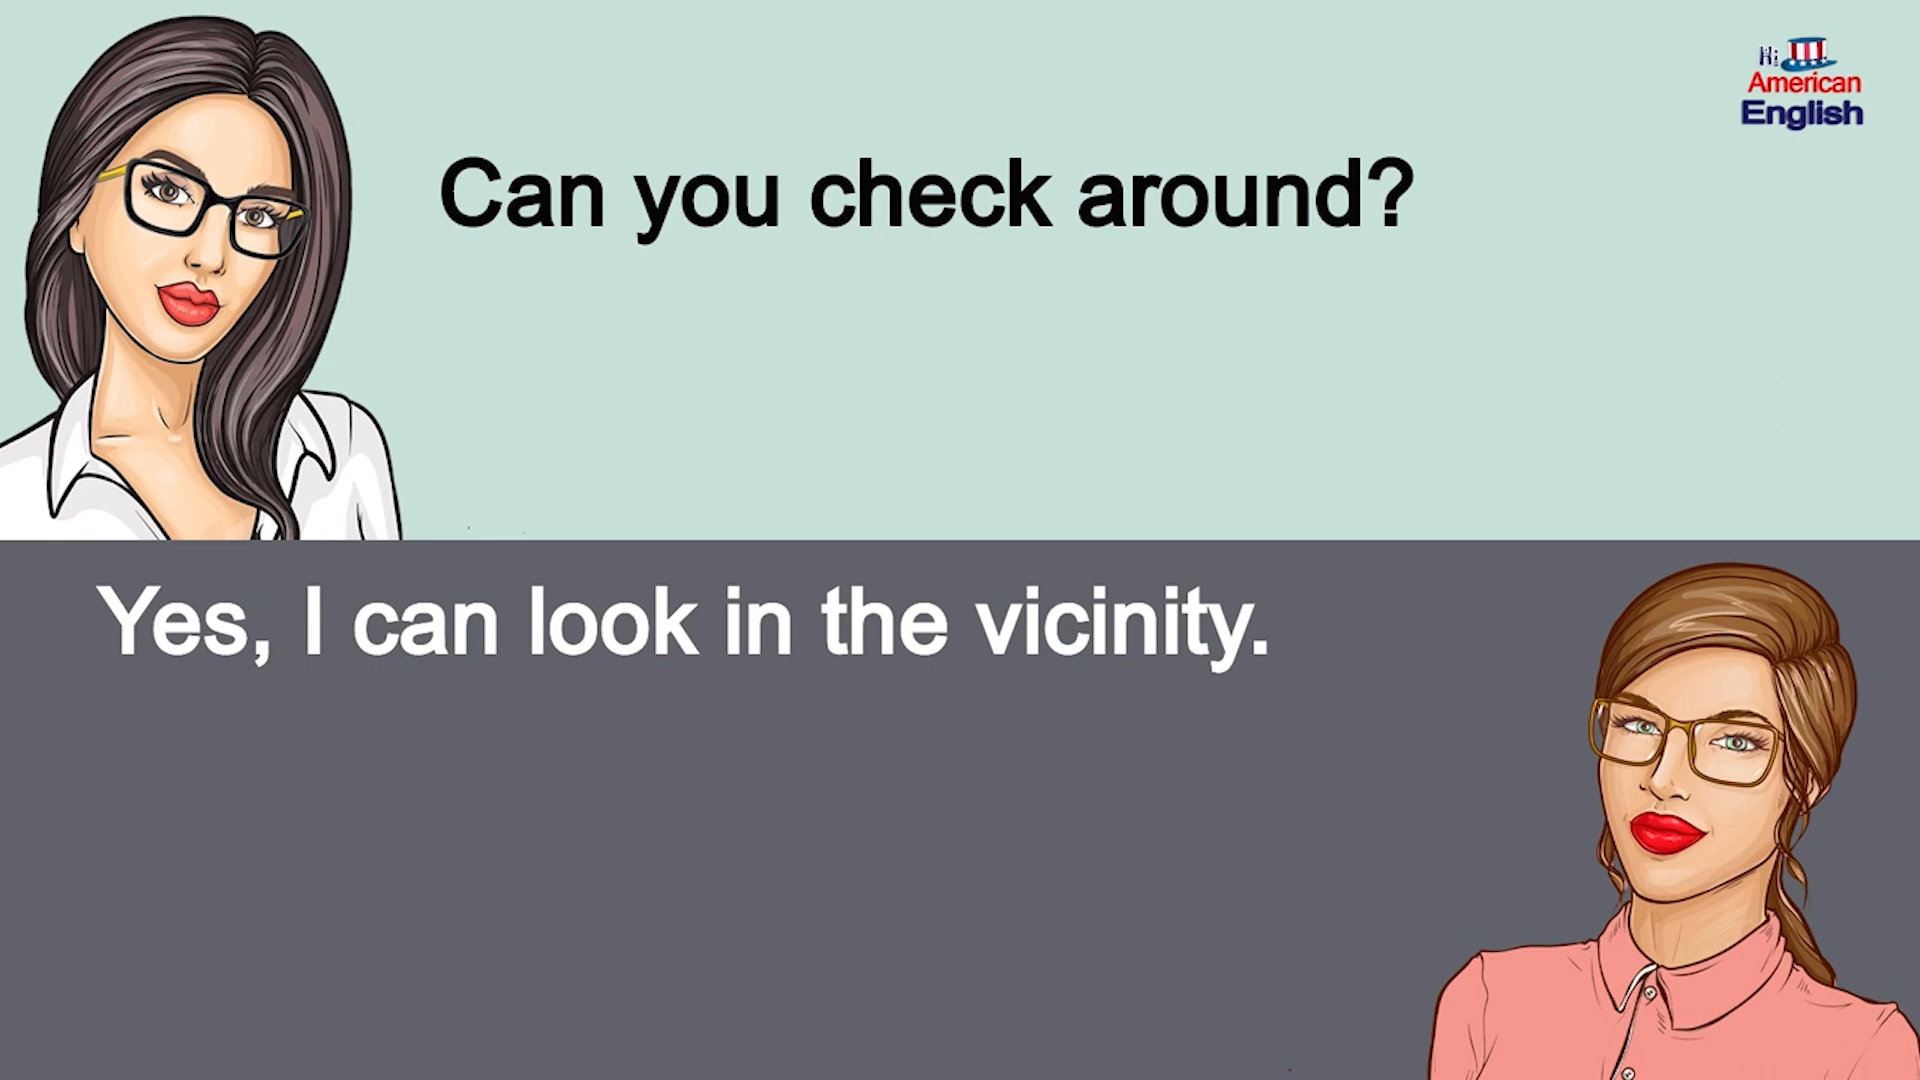 Hi
American
English
Can you check around?
Yes, I can look in the vicinity.